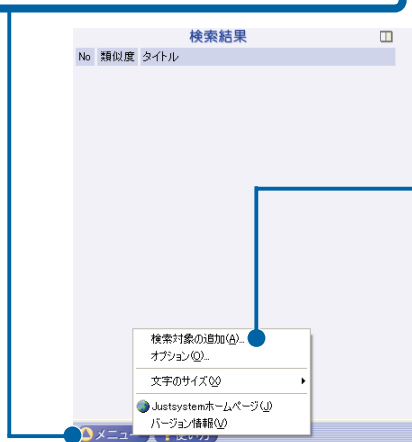 検索結果
No 類似度 タイトル
検索対象の追加(A)...
オプション(O)...
文字のサイズ(X)
Justsystemホームページ(J)
バージョン情報(V)
メニュー 使い方